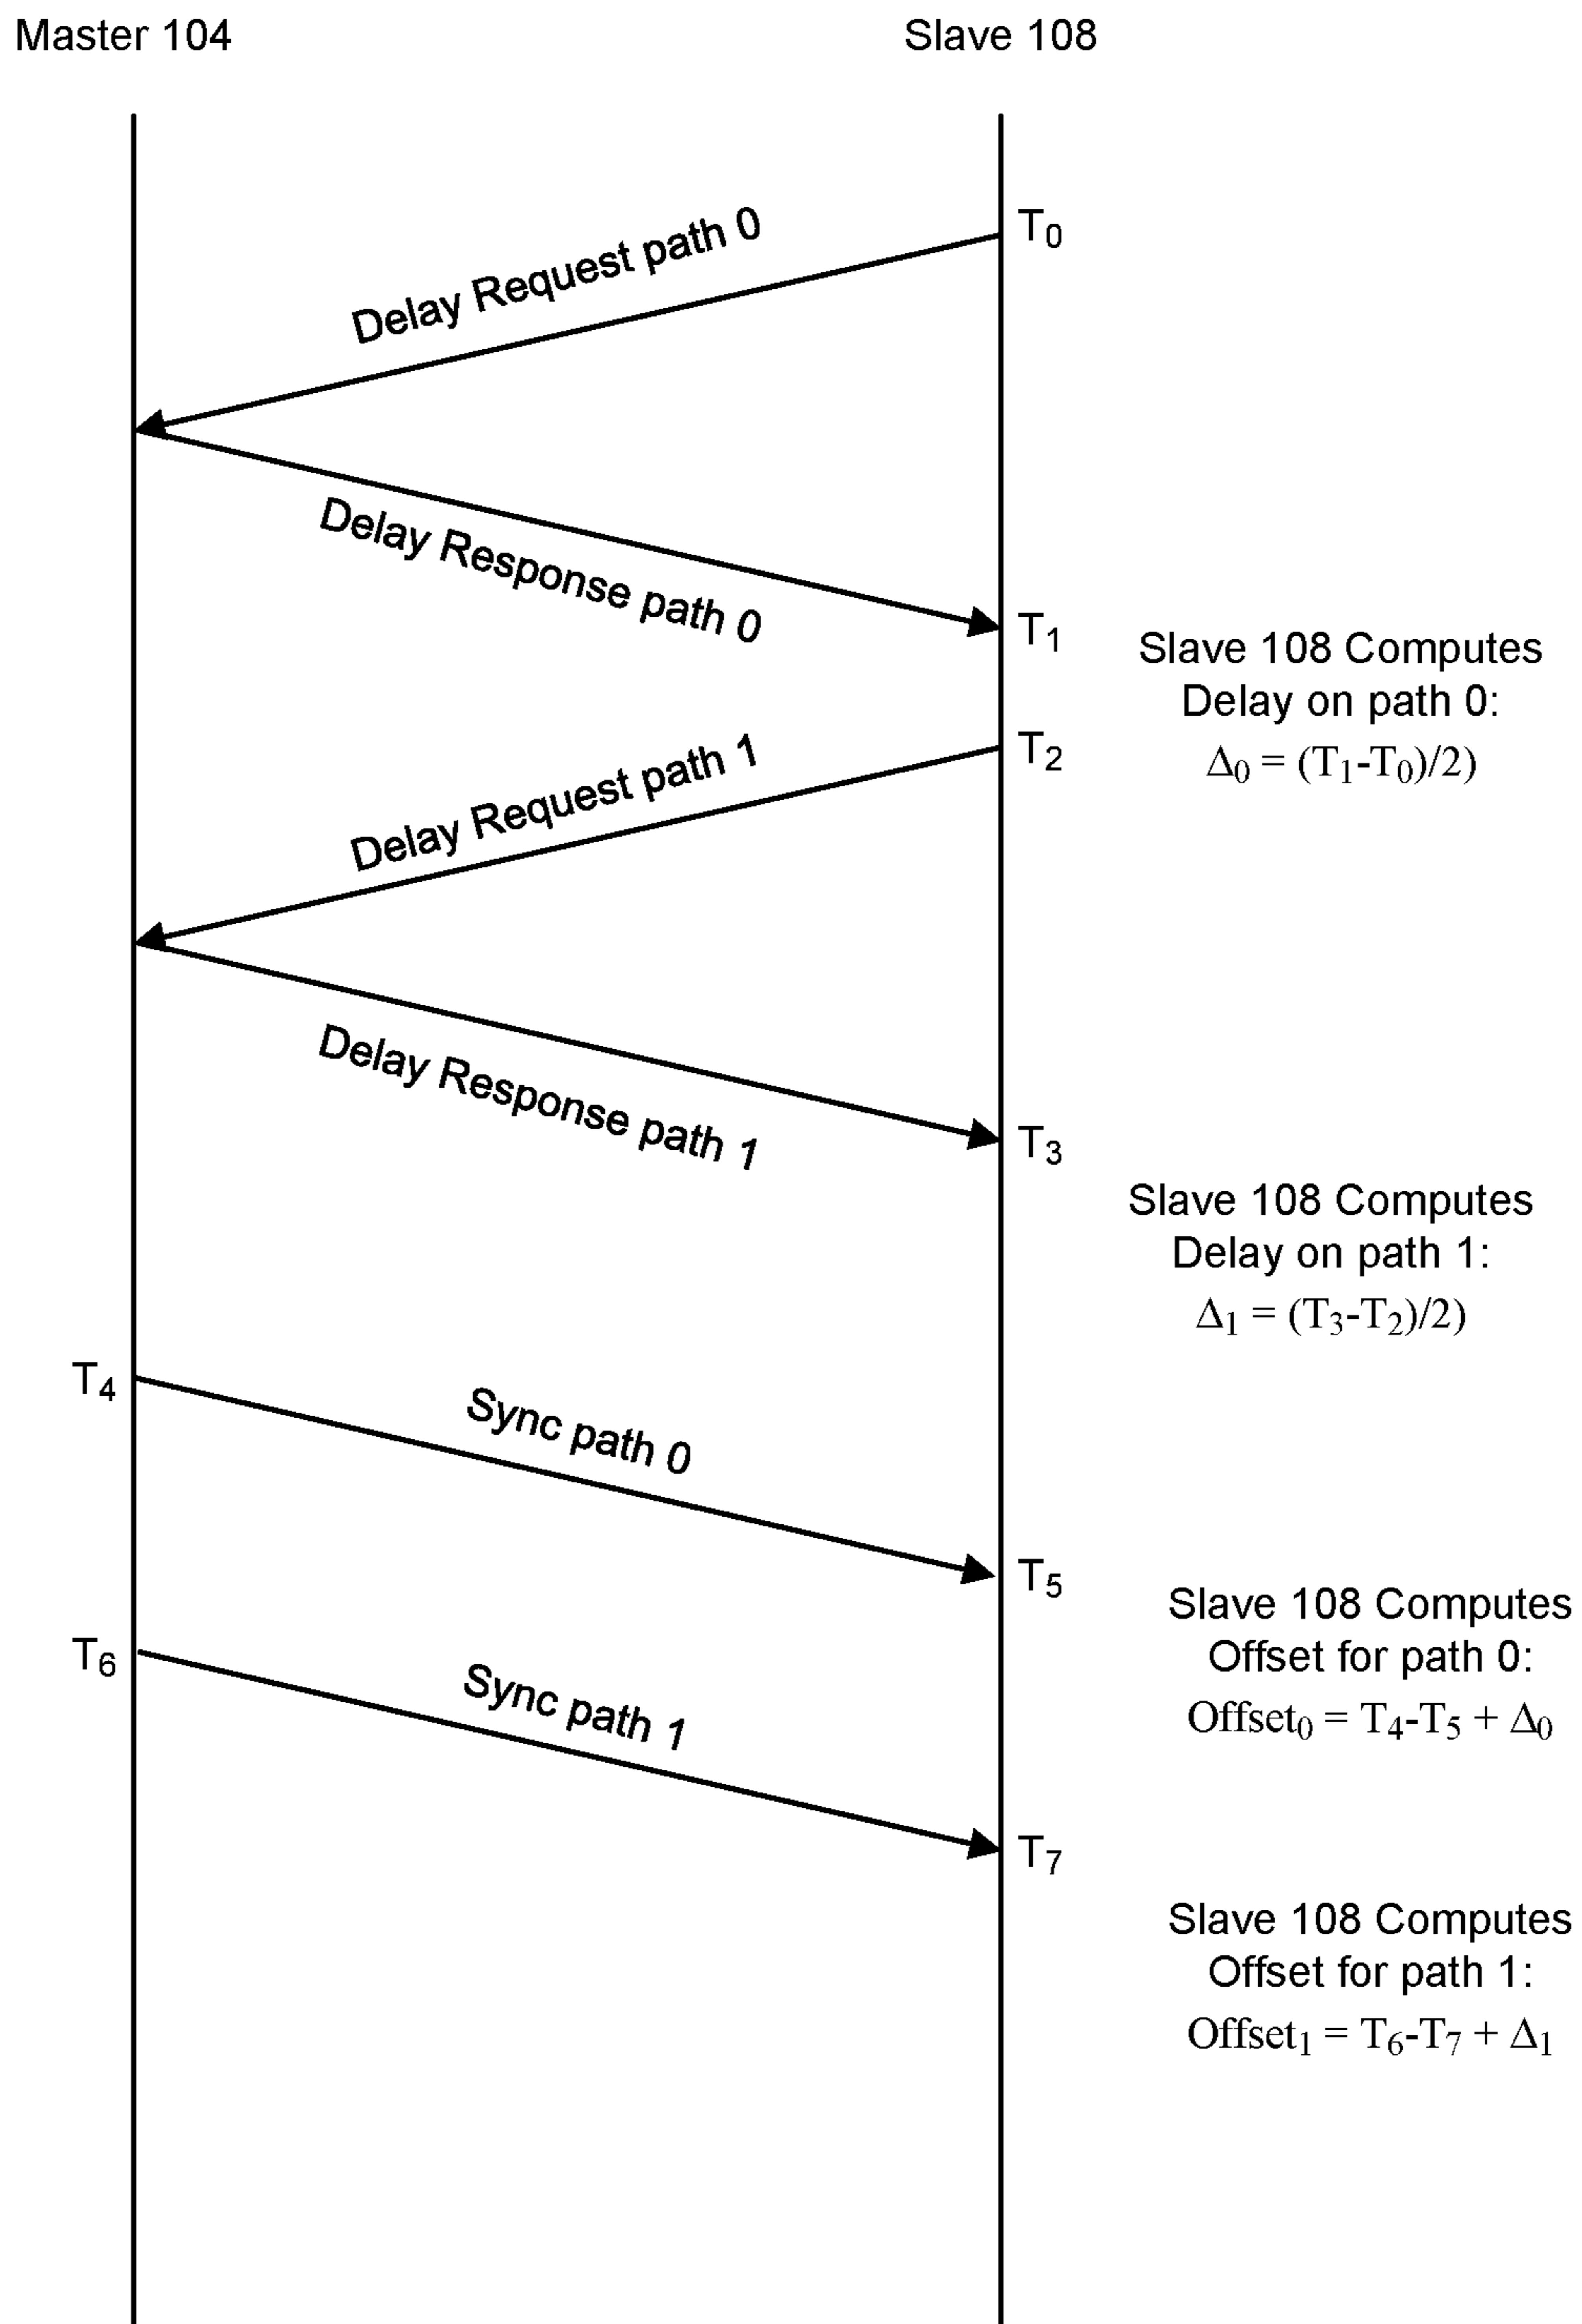 Master 104
Slave 108
T₀
Delay Request path 0
Delay Response path 0
T₁
Slave 108 Computes
Delay on path 0:
Δ₀ = (T₁-T₀)/2)
T₂
Delay Request path 1
Delay Response path 1
T₃
Slave 108 Computes
Delay on path 1:
Δ₁ = (T₃-T₂)/2)
T₄
Sync path 0
T₅
Slave 108 Computes
Offset for path 0:
Offset₀ = T₄-T₅ + Δ₀
T₆
Sync path 1
T₇
Slave 108 Computes
Offset for path 1:
Offset₁ = T₆-T₇ + Δ₁